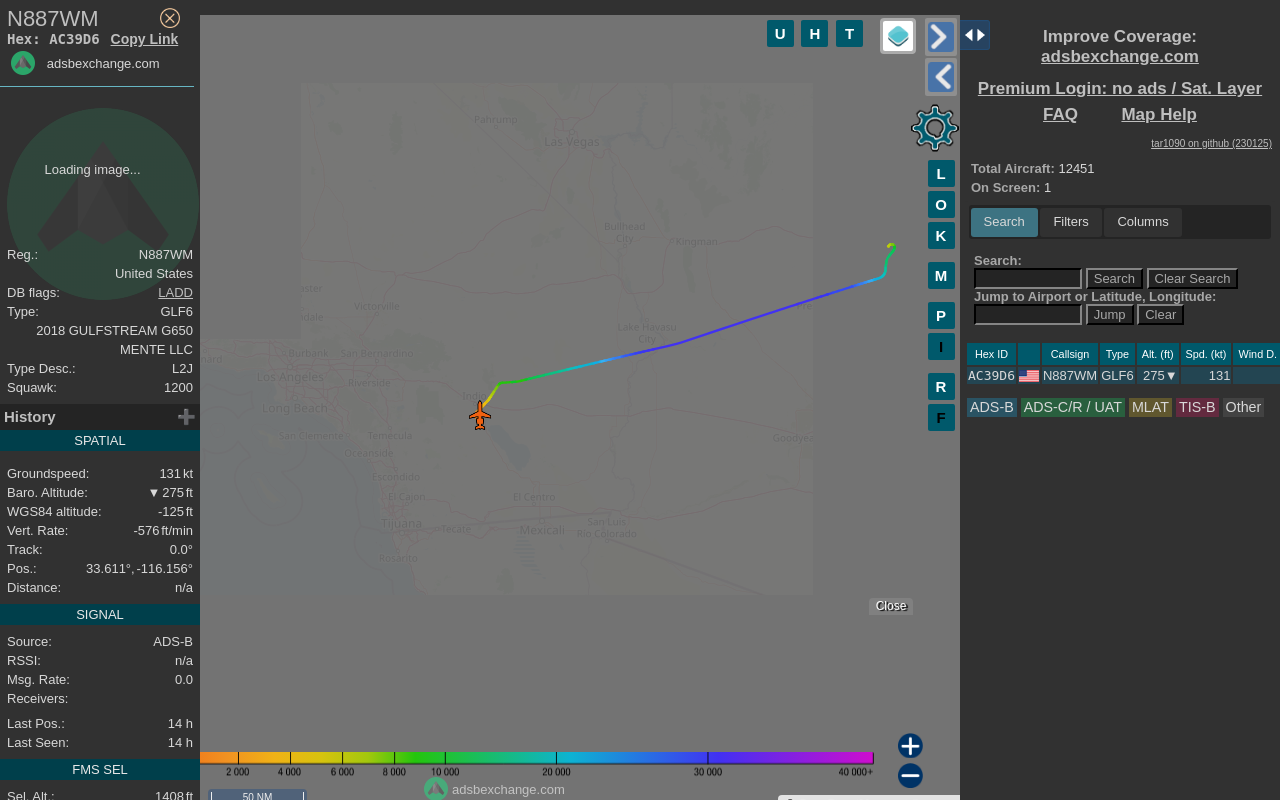 N887WM
Hex: AC39D6 Copy Link
adsbexchange.com
Loading image...
Reg.: N887WM
United States
DB flags: LADD
Type: GLF6
2018 GULFSTREAM G650
MENTE LLC
Type Desc.: L2J
Squawk: 1200
History
SPATIAL
Groundspeed: 131 kt
Baro. Altitude: ▼ 275 ft
WGS84 altitude: -125 ft
Vert. Rate: -576 ft/min
Track: 0.0°
Pos.: 33.611°, -116.156°
Distance: n/a
SIGNAL
Source: ADS-B
RSSI: n/a
Msg. Rate: 0.0
Receivers:
Last Pos.: 14 h
Last Seen: 14 h
FMS SEL
Sel. Alt.: 1408 ft
U H T
L
O
K
M
P
I
R
F
Pahrump
Las Vegas
Bullhead
City
Kingman
Victorville
Lake Havasu
City
Burbank
San Bernardino
Los Angeles
Riverside
Long Beach
San Clemente
Temecula
Oceanside
Escondido
El Cajon
El Centro
Tijuana
Tecate
Mexicali
San Luis
Río Colorado
Rosarito
Close
2 000 4 000 6 000 8 000 10 000 20 000 30 000 40 000+
adsbexchange.com
50 NM
Improve Coverage:
adsbexchange.com
Premium Login: no ads / Sat. Layer
FAQ Map Help
tar1090 on github (230125)
Total Aircraft: 12451
On Screen: 1
Search Filters Columns
Search:
Search Clear Search
Jump to Airport or Latitude, Longitude:
Jump Clear
Hex ID Callsign Type Alt. (ft) Spd. (kt) Wind D.
AC39D6 N887WM GLF6 275▼ 131
ADS-B ADS-C/R / UAT MLAT TIS-B Other